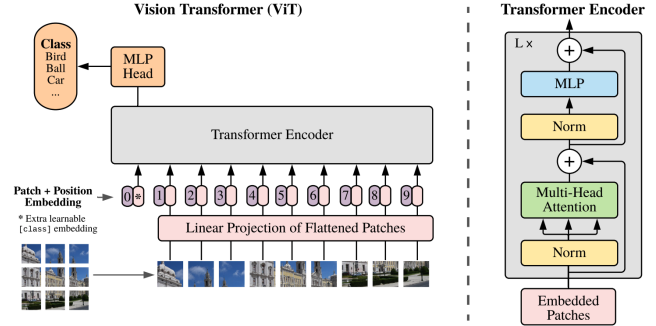 Vision Transformer (ViT)
Class
Bird
Ball
Car
...
MLP
Head
Transformer Encoder
Patch + Position
Embedding
0 * 1 2 3 4 5 6 7 8 9
* Extra learnable
[class] embedding
Linear Projection of Flattened Patches
Transformer Encoder
L x
+
MLP
Norm
+
Multi-Head
Attention
Norm
Embedded
Patches